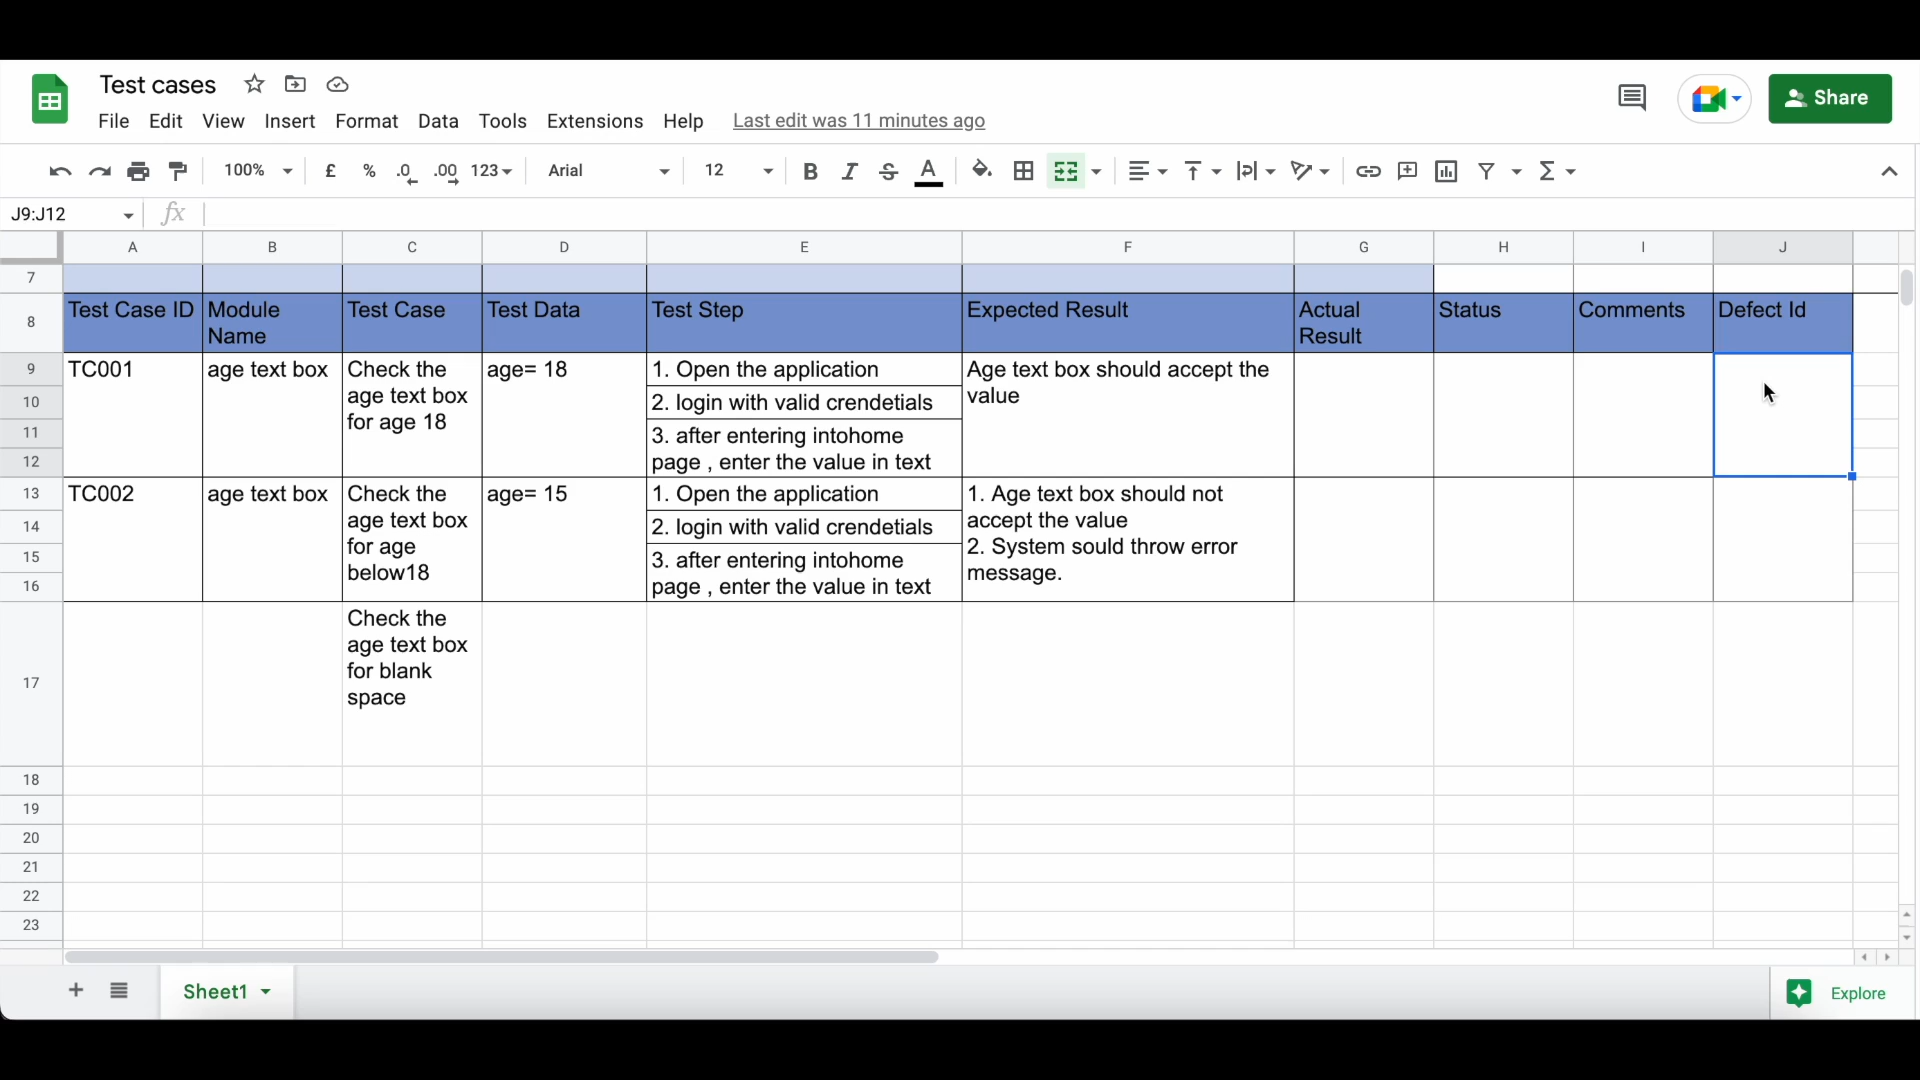 Test cases
File Edit View Insert Format Data Tools Extensions Help Last edit was 11 minutes ago
Share
100% £ % .0 .00 123 Arial 12 B I S A
J9:J12 fx
A B C D E F G H I J
7
8 Test Case ID Module Name Test Case Test Data Test Step Expected Result Actual Result Status Comments Defect Id
9 TC001 age text box Check the age text box for age 18 age= 18 1. Open the application Age text box should accept the value
10 2. login with valid crendetials
11 3. after entering intohome
12 page , enter the value in text
13 TC002 age text box Check the age text box for age below18 age= 15 1. Open the application 1. Age text box should not accept the value
14 2. login with valid crendetials
15 3. after entering intohome 2. System sould throw error
16 page , enter the value in text message.
17 Check the age text box for blank space
18
19
20
21
22
23
Sheet1 Explore